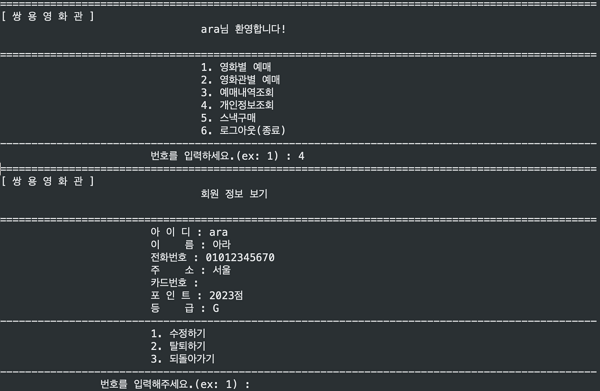 [ 쌍 용 영 화 관 ]
ara님 환영합니다!
1. 영화별 예매
2. 영화관별 예매
3. 예매내역조회
4. 개인정보조회
5. 스낵구매
6. 로그아웃(종료)
번호를 입력하세요.(ex: 1) : 4
[ 쌍 용 영 화 관 ]
회원 정보 보기
아 이 디 : ara
이 름 : 아라
전화번호 : 01012345670
주 소 : 서울
카드번호 :
포 인 트 : 2023점
등 급 : G
1. 수정하기
2. 탈퇴하기
3. 되돌아가기
번호를 입력해주세요.(ex: 1) :